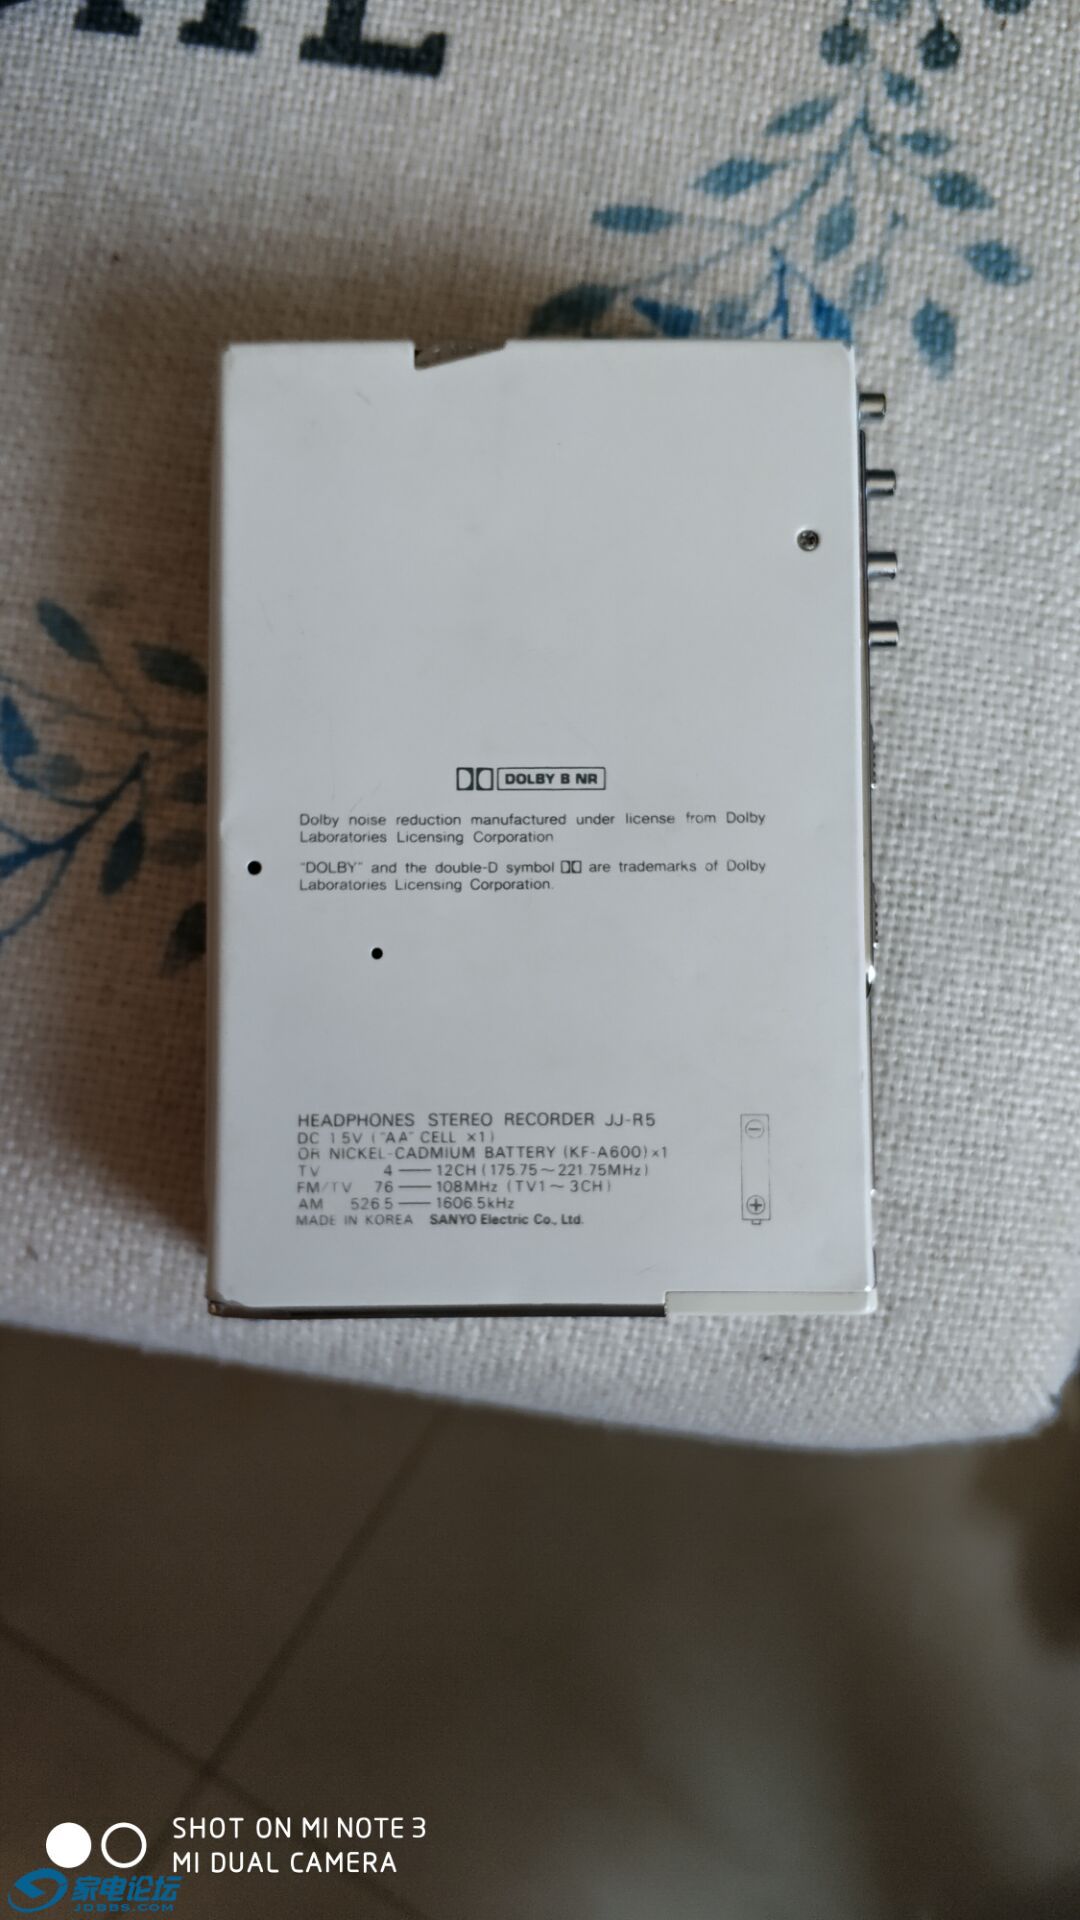 DOLBY B NR
Dolby noise reduction manufactured under license from Dolby
Laboratories Licensing Corporation
"DOLBY" and the double-D symbol are trademarks of Dolby
Laboratories Licensing Corporation.
HEADPHONES STEREO RECORDER JJ-R5
DC 1.5V ("AA" CELL ×1)
OR NICKEL-CADMIUM BATTERY (KF-A600)×1
TV 4 — 12CH (175.75~221.75MHz)
FM/TV 76 — 108MHz (TV1~3CH)
AM 526.5 — 1606.5kHz
MADE IN KOREA SANYO Electric Co., Ltd.
SHOT ON MI NOTE 3
MI DUAL CAMERA
家电论坛
JDBBS.COM